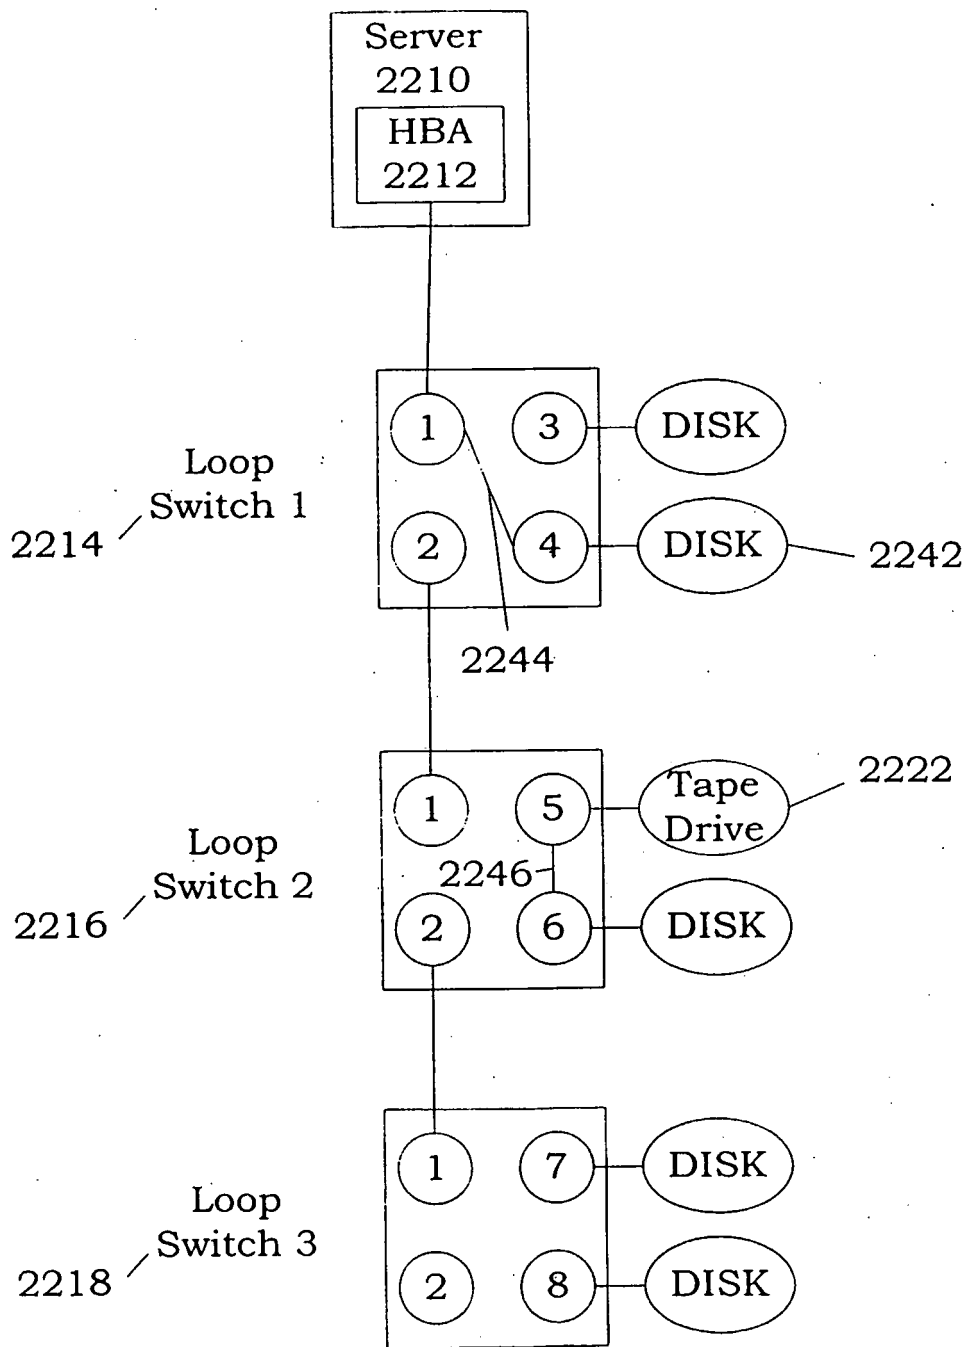 Server
2210
HBA
2212
Loop
Switch 1
2214
1
3
DISK
2
4
DISK
2242
2244
Loop
Switch 2
2216
1
5
Tape
Drive
2222
2246
2
6
DISK
Loop
Switch 3
2218
1
7
DISK
2
8
DISK